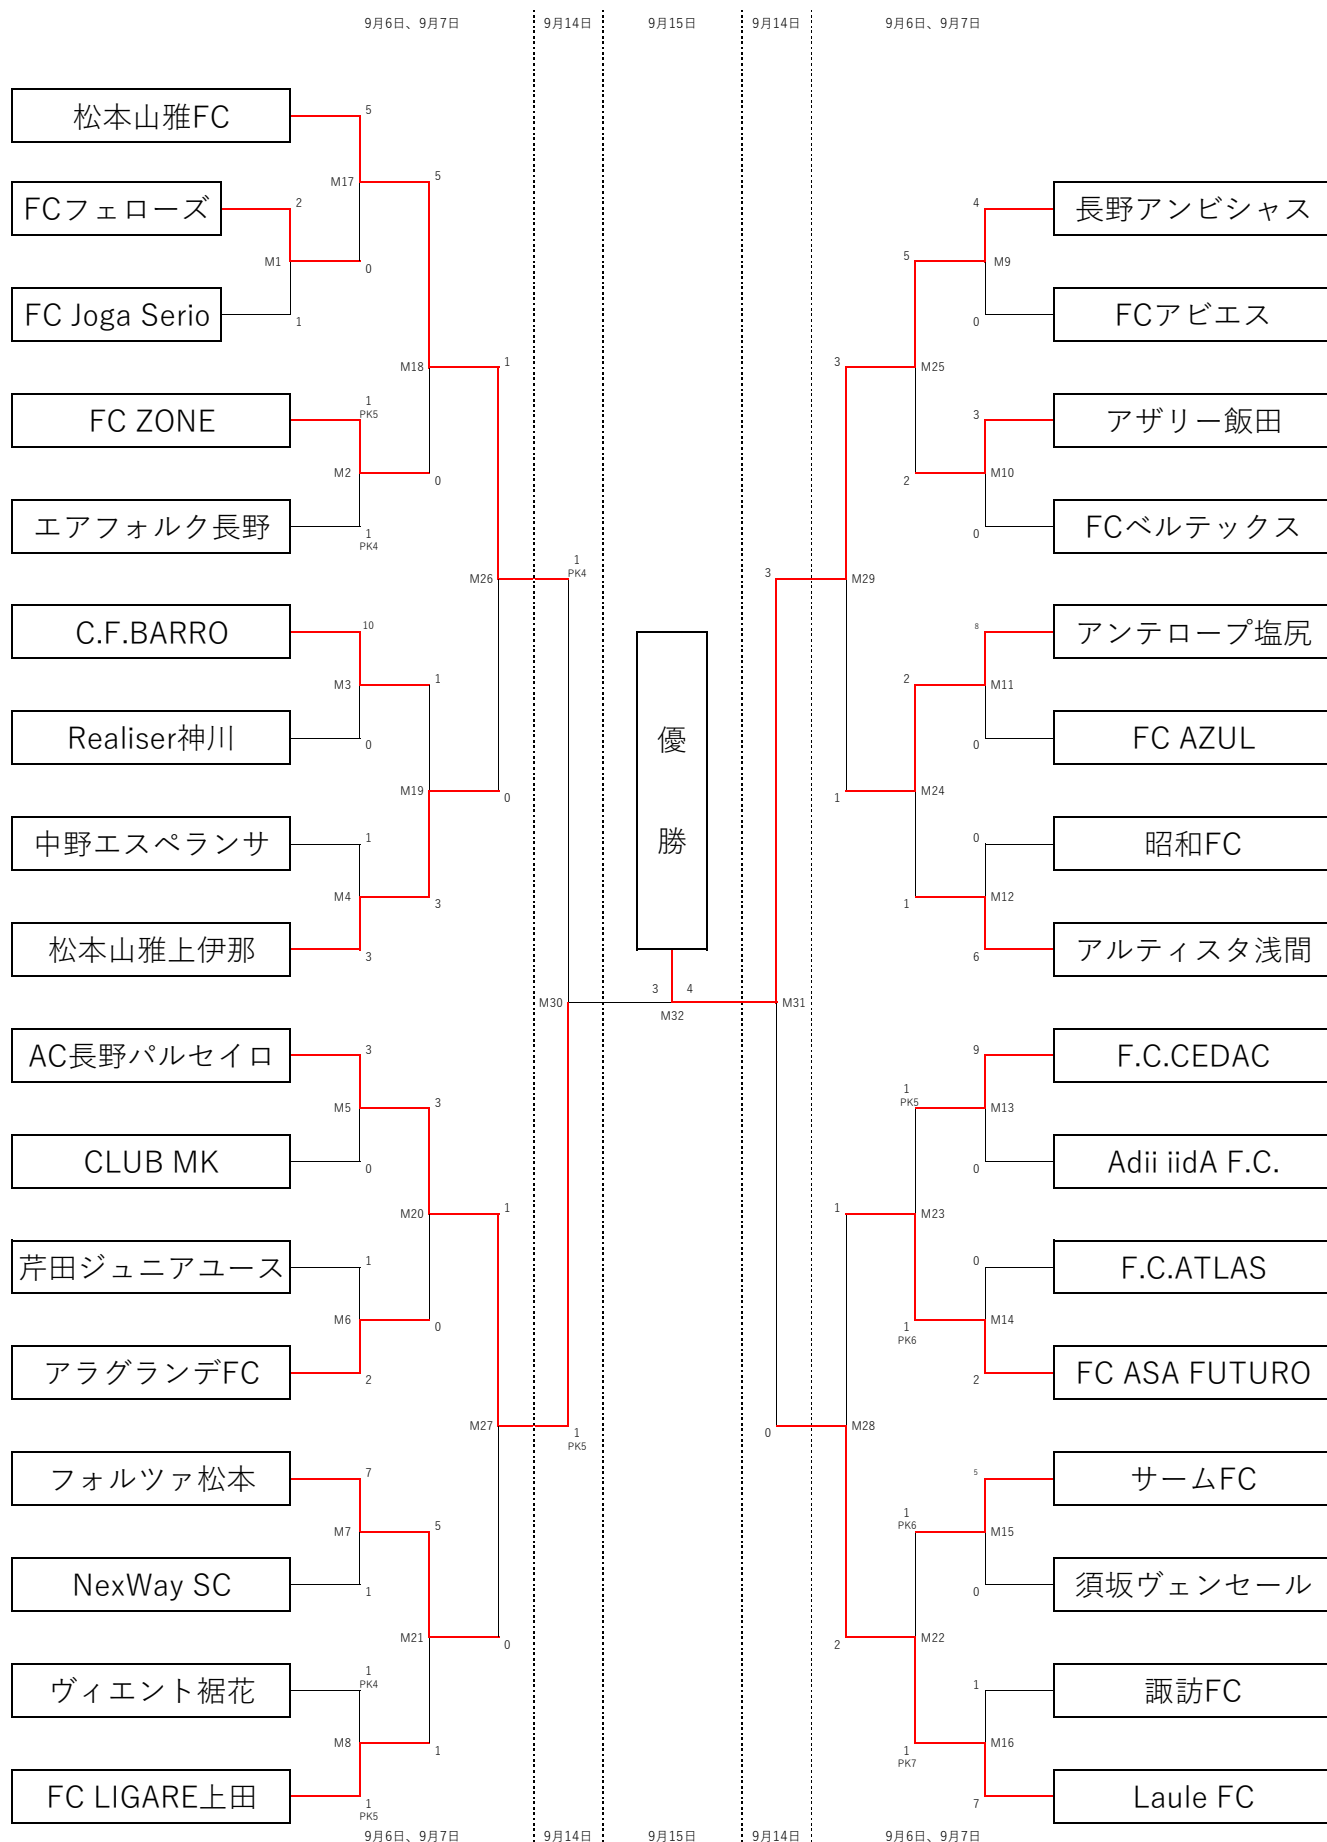 9月6日、9月7日 9月14日 9月15日 9月14日 9月6日、9月7日
松本山雅FC
5
M17
5
FCフェローズ
2
M1
0
FC Joga Serio
1
M18
1
FC ZONE
1
PK5
M2
0
エアフォルク長野
1
PK4
M26
1
PK4
C.F.BARRO
10
M3
1
Realiser神川
0
M19
0
中野エスペランサ
1
M4
3
松本山雅上伊那
3
M30
AC長野パルセイロ
3
M5
3
CLUB MK
0
M20
1
芹田ジュニアユース
1
M6
0
アラグランデFC
2
M27
1
PK5
フォルツァ松本
7
M7
5
NexWay SC
1
M21
0
ヴィエント裾花
1
PK4
M8
1
FC LIGARE上田
1
PK5
優
勝
3 4
M32
4
長野アンビシャス
5
M9
0
FCアビエス
3
M25
3
アザリー飯田
2
M10
0
FCベルテックス
3
M29
8
アンテロープ塩尻
2
M11
0
FC AZUL
1
M24
0
昭和FC
1
M12
6
アルティスタ浅間
M31
9
F.C.CEDAC
1
PK5
M13
0
Adii iidA F.C.
1
M23
0
F.C.ATLAS
1
PK6
M14
2
FC ASA FUTURO
0
M28
5
サームFC
1
PK6
M15
0
須坂ヴェンセール
2
M22
1
諏訪FC
1
PK7
M16
7
Laule FC
9月6日、9月7日 9月14日 9月15日 9月14日 9月6日、9月7日